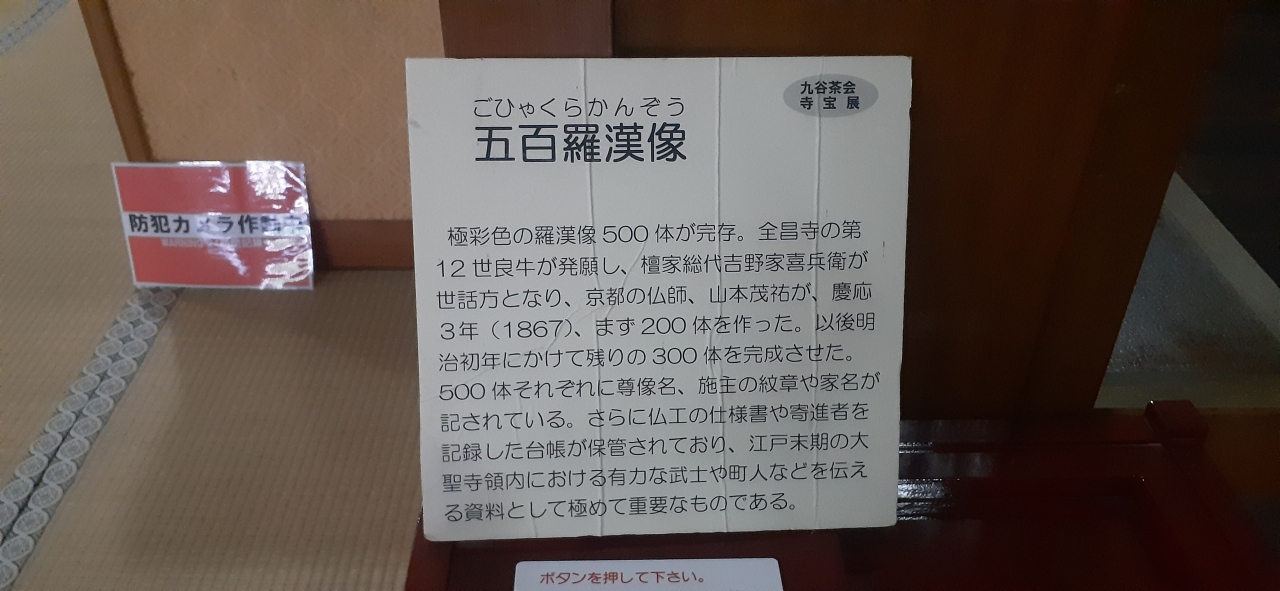 九谷茶会
寺宝展
ごひゃくらかんぞう
五百羅漢像
極彩色の羅漢像500体が完存。全昌寺の第
12世良牛が発願し、檀家総代吉野家喜兵衛が
世話方となり、京都の仏師、山本茂祐が、慶応
3年（1867）、まず200体を作った。以後明
治初年にかけて残りの300体を完成させた。
500体それぞれに尊像名、施主の紋章や家名が
記されている。さらに仏工の仕様書や寄進者を
記録した台帳が保管されており、江戸末期の大
聖寺領内における有力な武士や町人などを伝え
る資料として極めて重要なものである。
防犯カメラ作動中
ボタンを押して下さい。